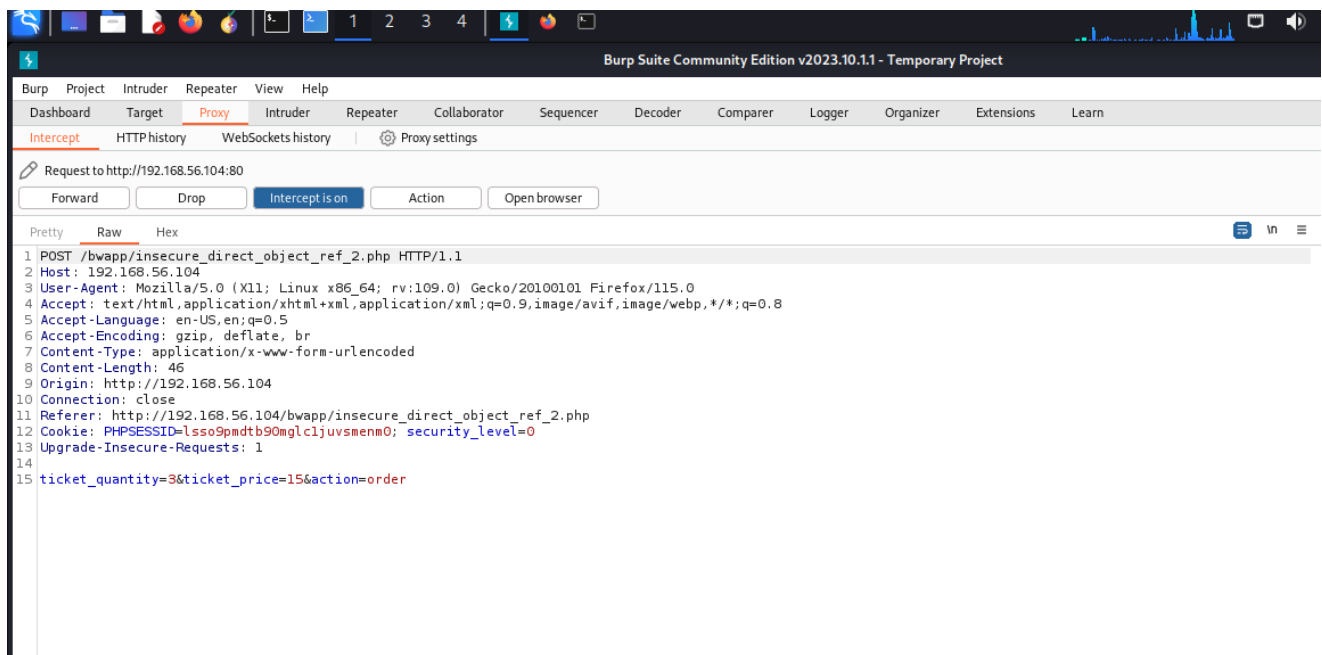 1 2 3 4
Burp Suite Community Edition v2023.10.1.1 - Temporary Project
Burp Project Intruder Repeater View Help
Dashboard Target Proxy Intruder Repeater Collaborator Sequencer Decoder Comparer Logger Organizer Extensions Learn
Intercept HTTP history WebSockets history Proxy settings
Request to http://192.168.56.104:80
Forward Drop Intercept is on Action Open browser
Pretty Raw Hex \n
1 POST /bwapp/insecure_direct_object_ref_2.php HTTP/1.1
2 Host: 192.168.56.104
3 User-Agent: Mozilla/5.0 (X11; Linux x86_64; rv:109.0) Gecko/20100101 Firefox/115.0
4 Accept: text/html,application/xhtml+xml,application/xml;q=0.9,image/avif,image/webp,*/*;q=0.8
5 Accept-Language: en-US,en;q=0.5
6 Accept-Encoding: gzip, deflate, br
7 Content-Type: application/x-www-form-urlencoded
8 Content-Length: 46
9 Origin: http://192.168.56.104
10 Connection: close
11 Referer: http://192.168.56.104/bwapp/insecure_direct_object_ref_2.php
12 Cookie: PHPSESSID=lsso9pmdtb90mglc1juvsmenm0; security_level=0
13 Upgrade-Insecure-Requests: 1
14
15 ticket_quantity=3&ticket_price=15&action=order